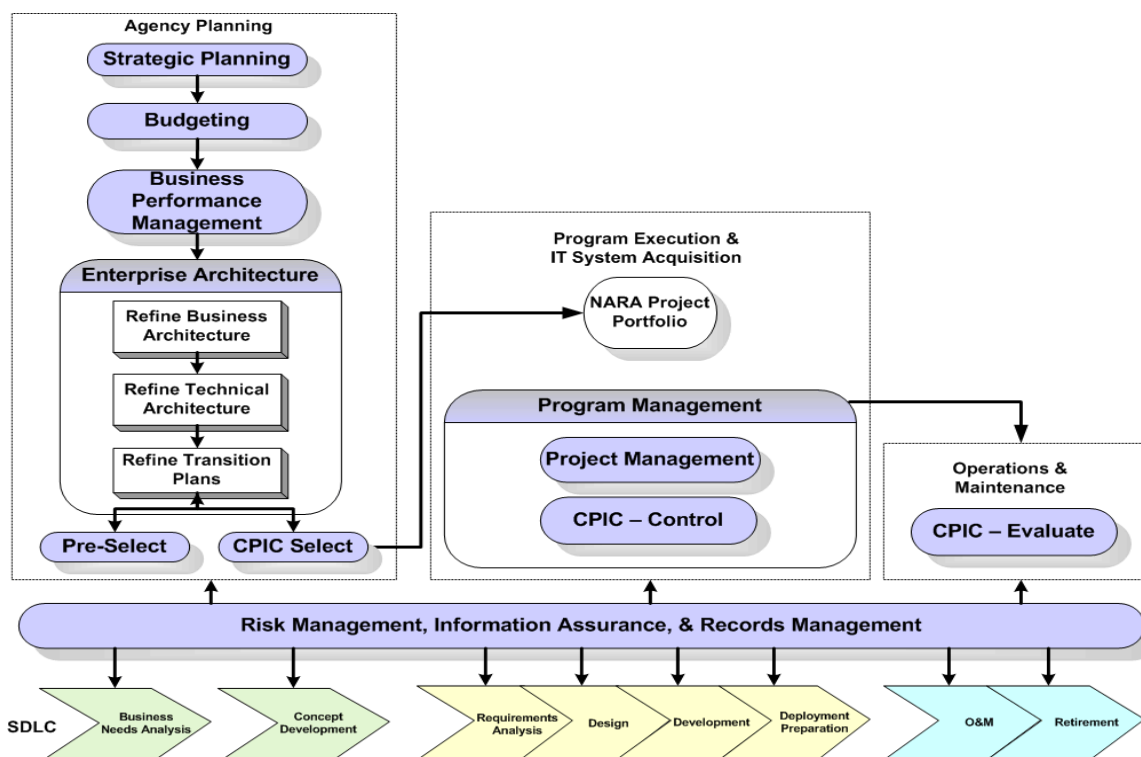 Agency Planning
Strategic Planning
Budgeting
Business
Performance
Management
Enterprise Architecture
Refine Business
Architecture
Refine Technical
Architecture
Refine Transition
Plans
Pre-Select
CPIC Select
Program Execution &
IT System Acquisition
NARA Project
Portfolio
Program Management
Project Management
CPIC – Control
Operations &
Maintenance
CPIC – Evaluate
Risk Management, Information Assurance, & Records Management
SDLC
Business
Needs Analysis
Concept
Development
Requirements
Analysis
Design
Development
Deployment
Preparation
O&M
Retirement